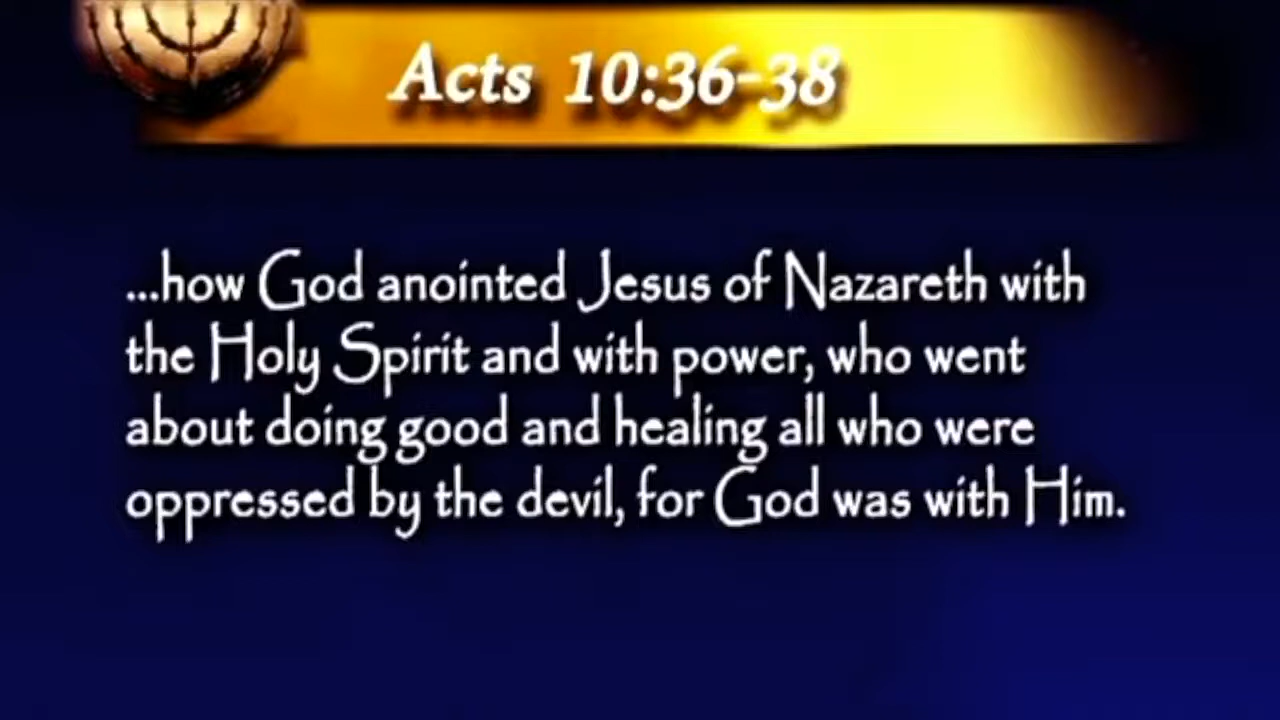 Acts 10:36-38
...how God anointed Jesus of Nazareth with
the Holy Spirit and with power, who went
about doing good and healing all who were
oppressed by the devil, for God was with Him.